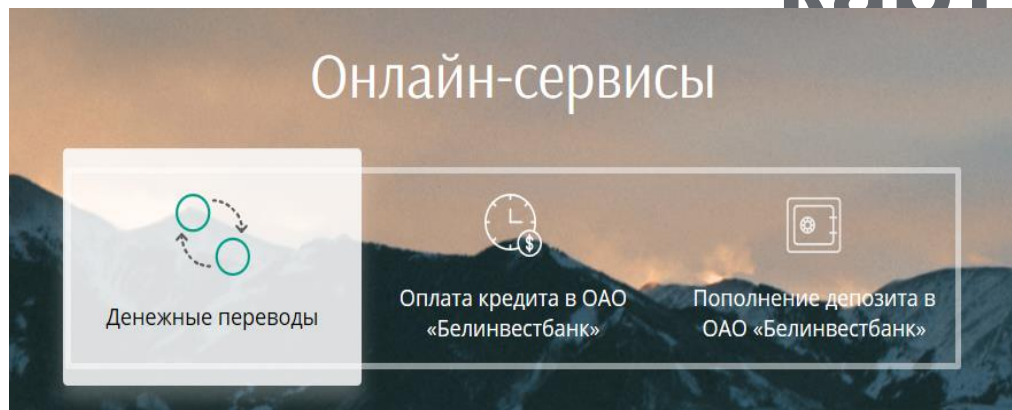 Онлайн-сервисы
Денежные переводы
Оплата кредита в ОАО
«Белинвестбанк»
Пополнение депозита в
ОАО «Белинвестбанк»